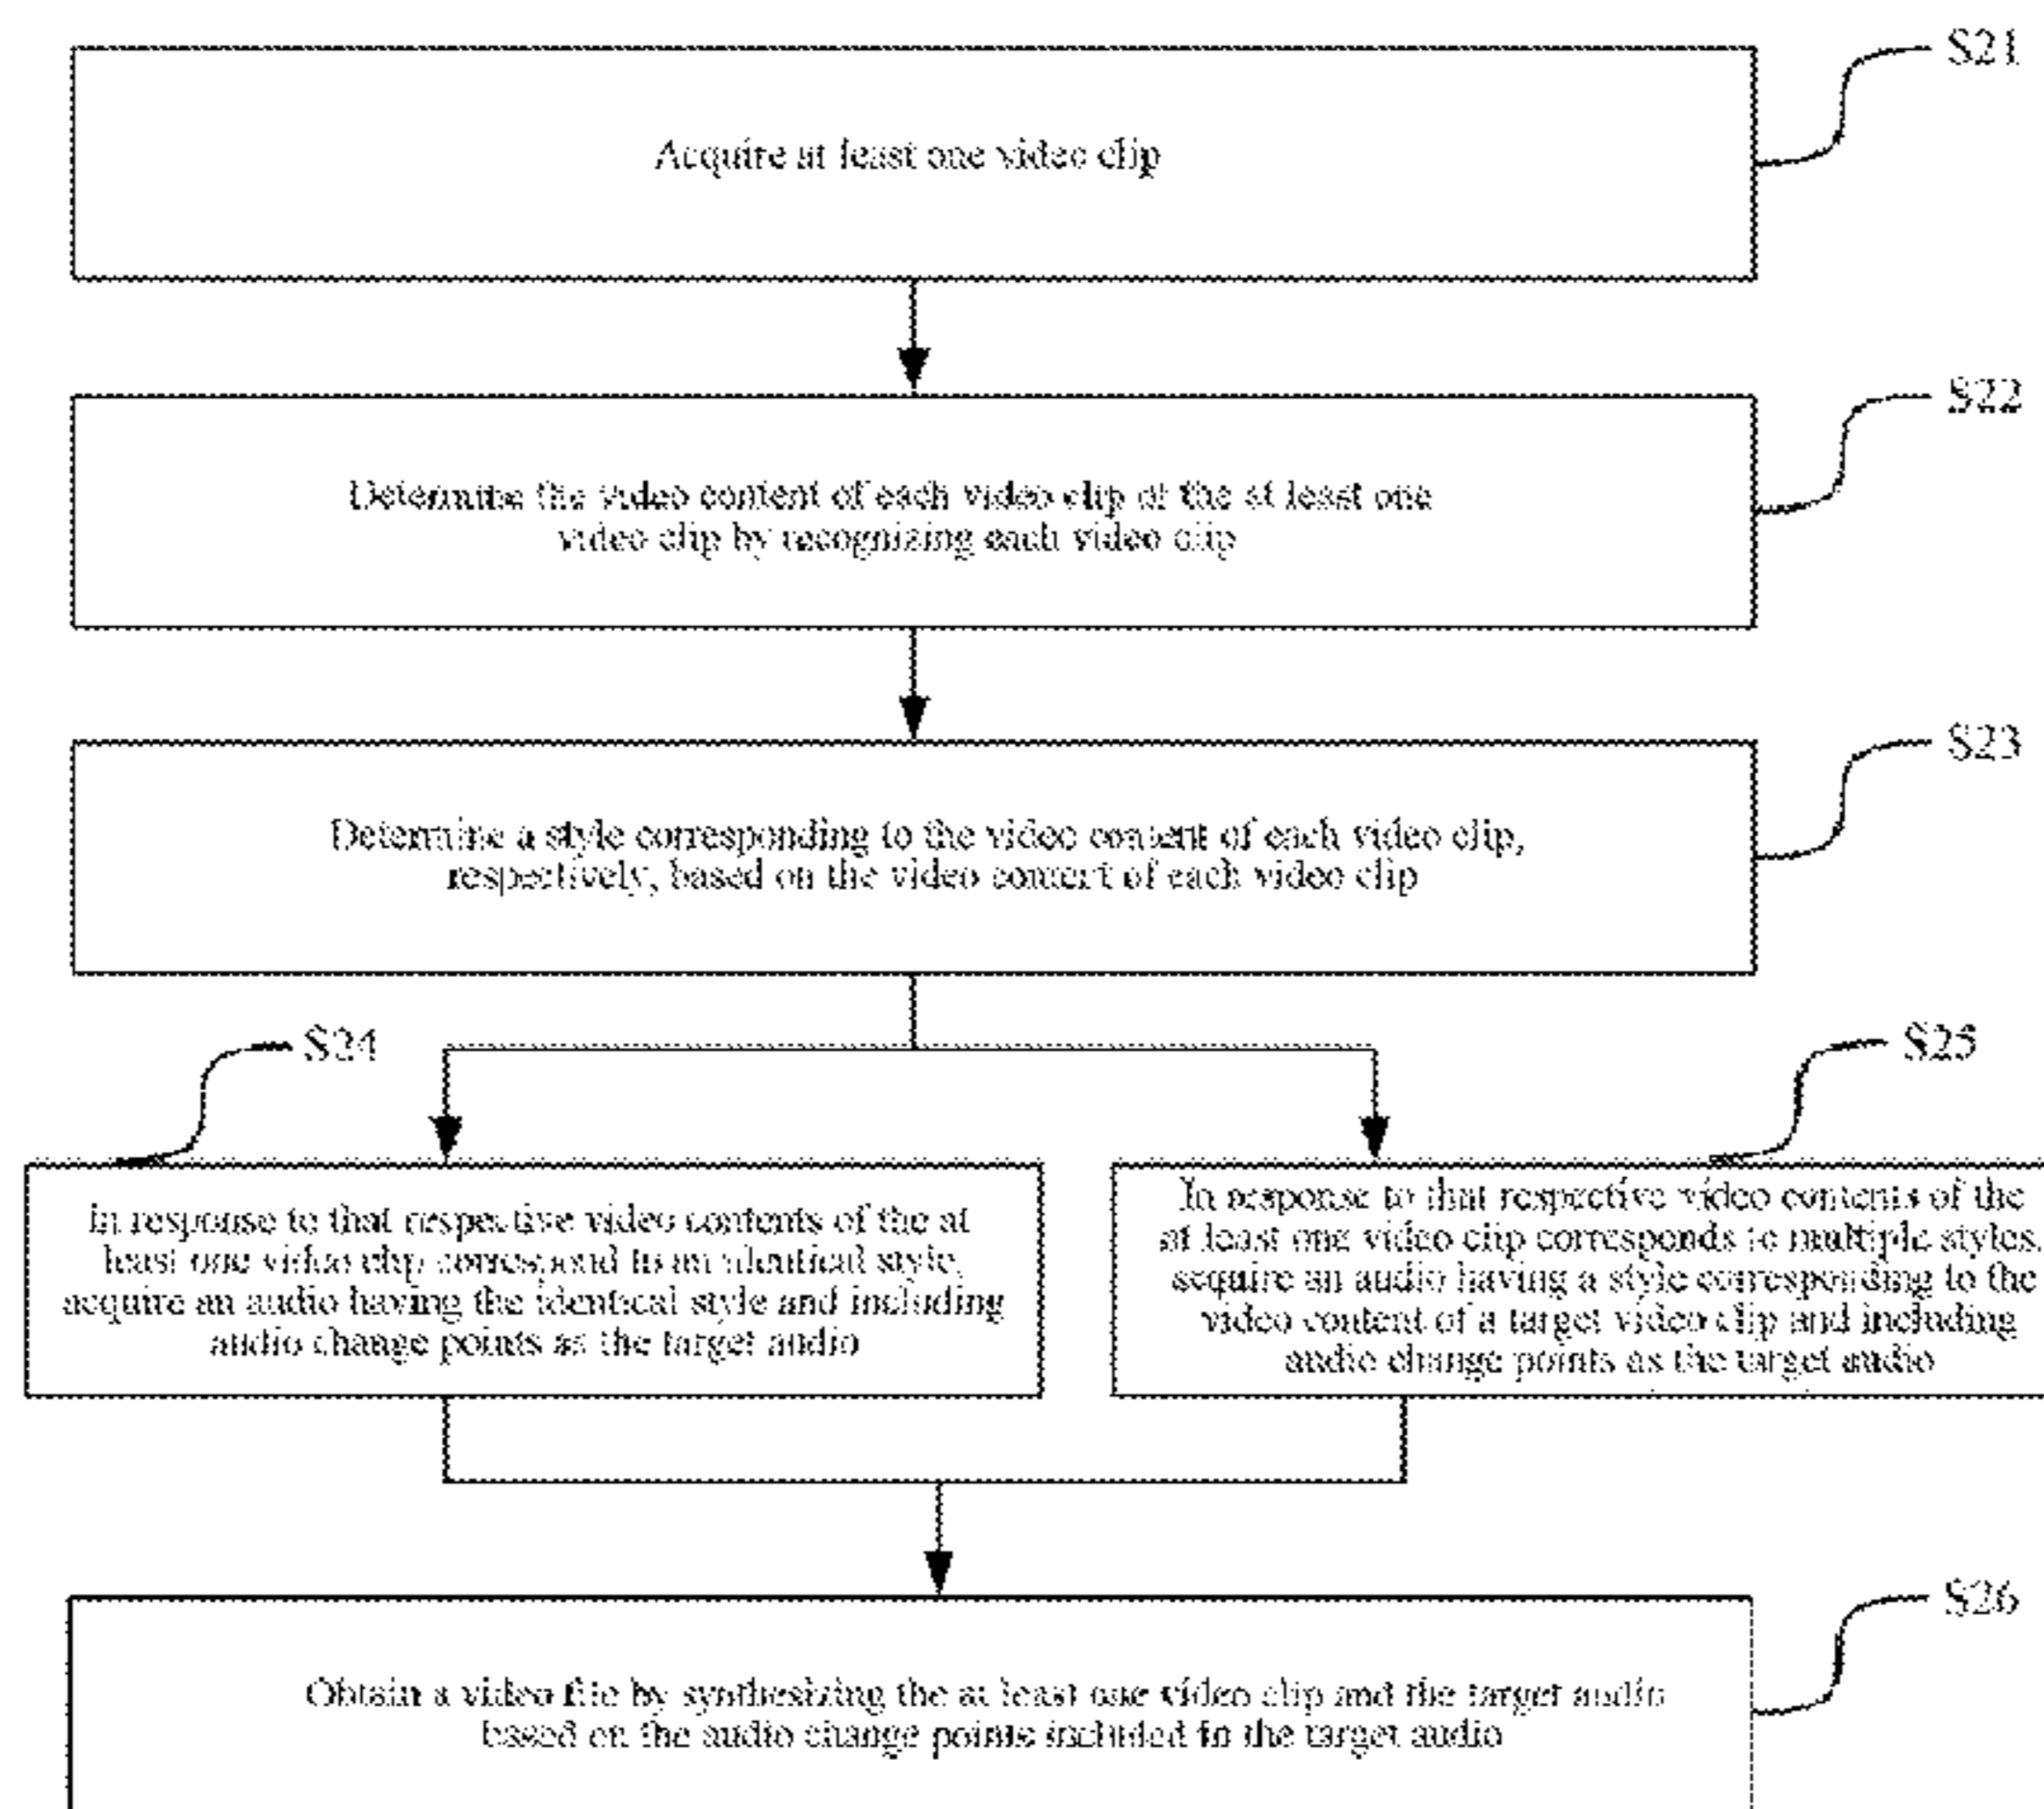 S21
Acquire at least one video clip
S22
Determine the video content of each video clip of the at least one
video clip by recognizing each video clip
S23
Determine a style corresponding to the video content of each video clip,
respectively, based on the video content of each video clip
S24
S25
In response to that respective video contents of the at
least one video clip correspond to an identical style,
acquire an audio having the identical style and including
audio change points as the target audio
In response to that respective video contents of the
at least one video clip corresponds to multiple styles,
acquire an audio having a style corresponding to the
video content of a target video clip and including
audio change points as the target audio
S26
Obtain a video file by synthesizing the at least one video clip and the target audio
based on the audio change points included in the target audio